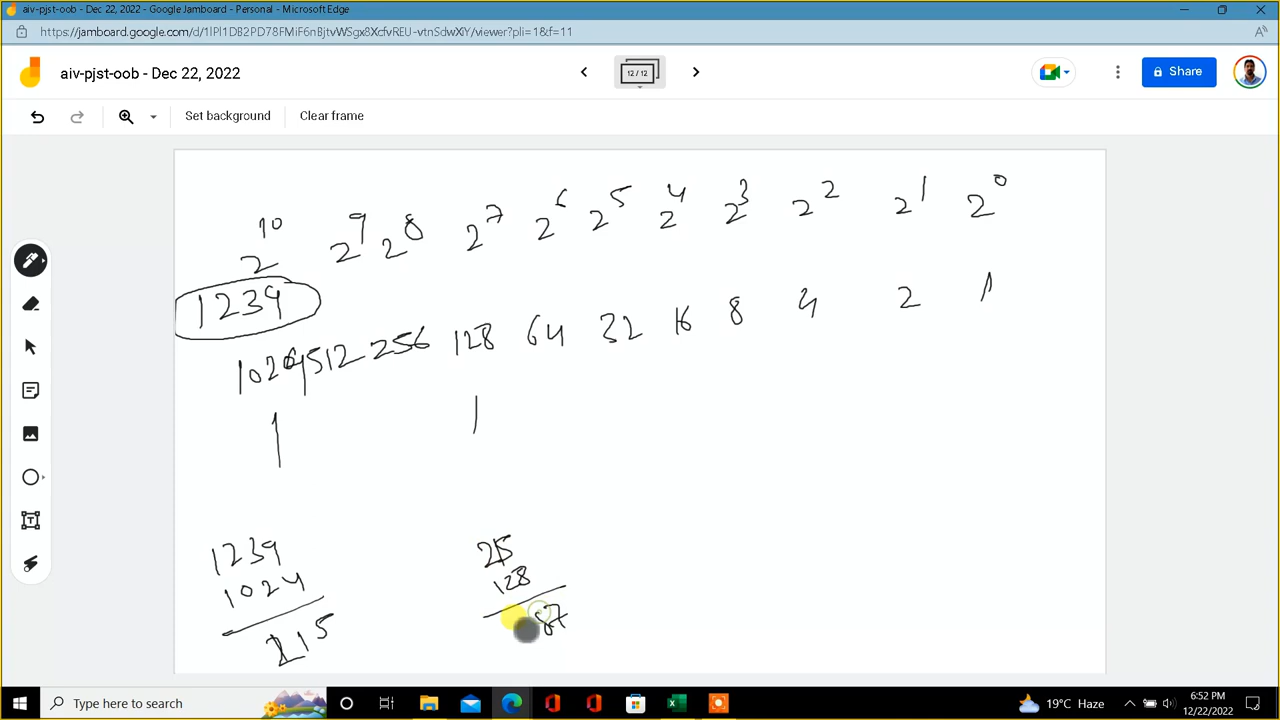 aiv-pjst-oob - Dec 22, 2022 - Google Jamboard - Personal - Microsoft Edge
https://jamboard.google.com/d/1lPl1DB2PD78FMiF6nBjtvWSgx8XcfvREU-vtnSdwXlY/viewer?pli=1&f=11
aiv-pjst-oob - Dec 22, 2022
12 / 12
Share
Set background
Clear frame
2^10 2^9 2^8 2^7 2^6 2^5 2^4 2^3 2^2 2^1 2^0
1239
1024 512 256 128 64 32 16 8 4 2 1
1 1
1239
1024
215
215
128
87
Type here to search
19°C Haze
6:52 PM
12/22/2022